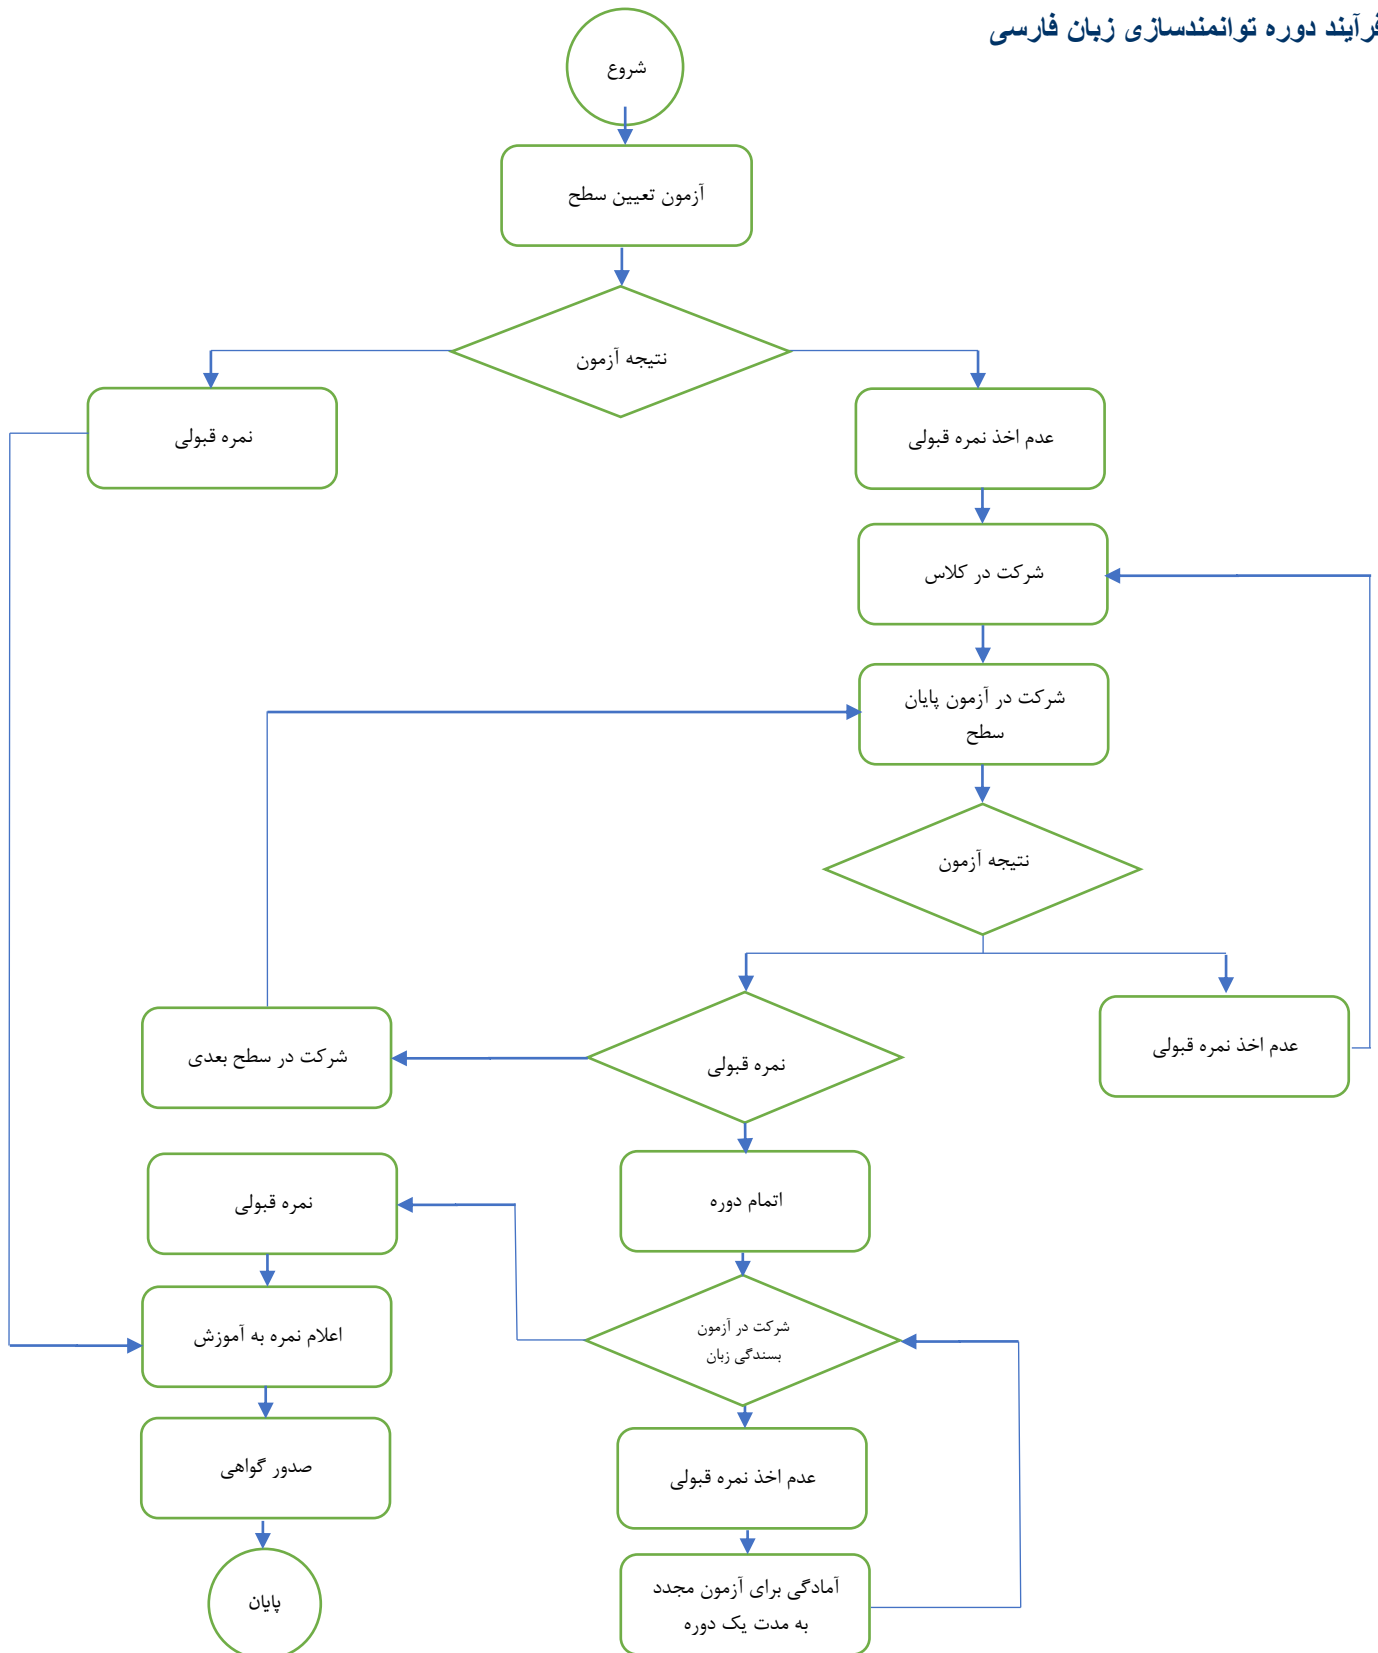 فرآیند دوره توانمندسازی زبان فارسی
شروع
آزمون تعیین سطح
نتیجه آزمون
عدم اخذ نمره قبولی
نمره قبولی
شرکت در کلاس
شرکت در آزمون پایان
سطح
نتیجه آزمون
عدم اخذ نمره قبولی
نمره قبولی
شرکت در سطح بعدی
اتمام دوره
نمره قبولی
شرکت در آزمون
بسندگی زبان
اعلام نمره به آموزش
عدم اخذ نمره قبولی
صدور گواهی
آمادگی برای آزمون مجدد
به مدت یک دوره
پایان